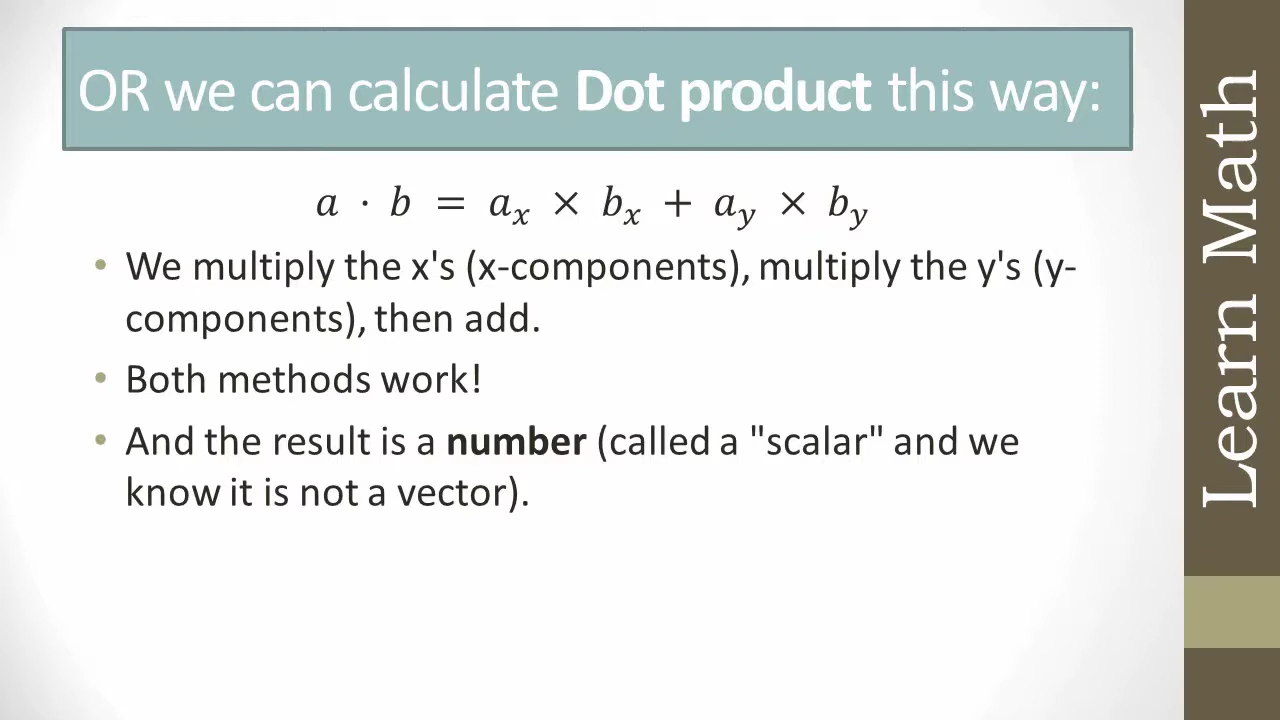 OR we can calculate Dot product this way:
a · b = aₓ × bₓ + a_y × b_y
• We multiply the x's (x-components), multiply the y's (y-
components), then add.
• Both methods work!
• And the result is a number (called a "scalar" and we
know it is not a vector).
Learn Math